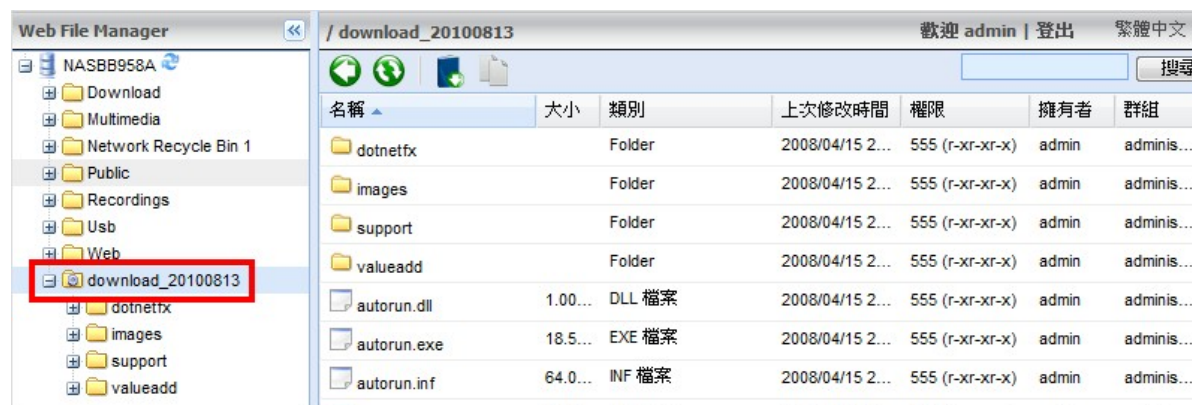 Web File Manager
NASBB958A
Download
Multimedia
Network Recycle Bin 1
Public
Recordings
Usb
Web
download_20100813
dotnetfx
images
support
valueadd
/ download_20100813 歡迎 admin | 登出 繁體中文
搜尋
名稱 大小 類別 上次修改時間 權限 擁有者 群組
dotnetfx Folder 2008/04/15 2... 555 (r-xr-xr-x) admin adminis...
images Folder 2008/04/15 2... 555 (r-xr-xr-x) admin adminis...
support Folder 2008/04/15 2... 555 (r-xr-xr-x) admin adminis...
valueadd Folder 2008/04/15 2... 555 (r-xr-xr-x) admin adminis...
autorun.dll 1.00... DLL 檔案 2008/04/15 2... 555 (r-xr-xr-x) admin adminis...
autorun.exe 18.5... EXE 檔案 2008/04/15 2... 555 (r-xr-xr-x) admin adminis...
autorun.inf 64.0... INF 檔案 2008/04/15 2... 555 (r-xr-xr-x) admin adminis...